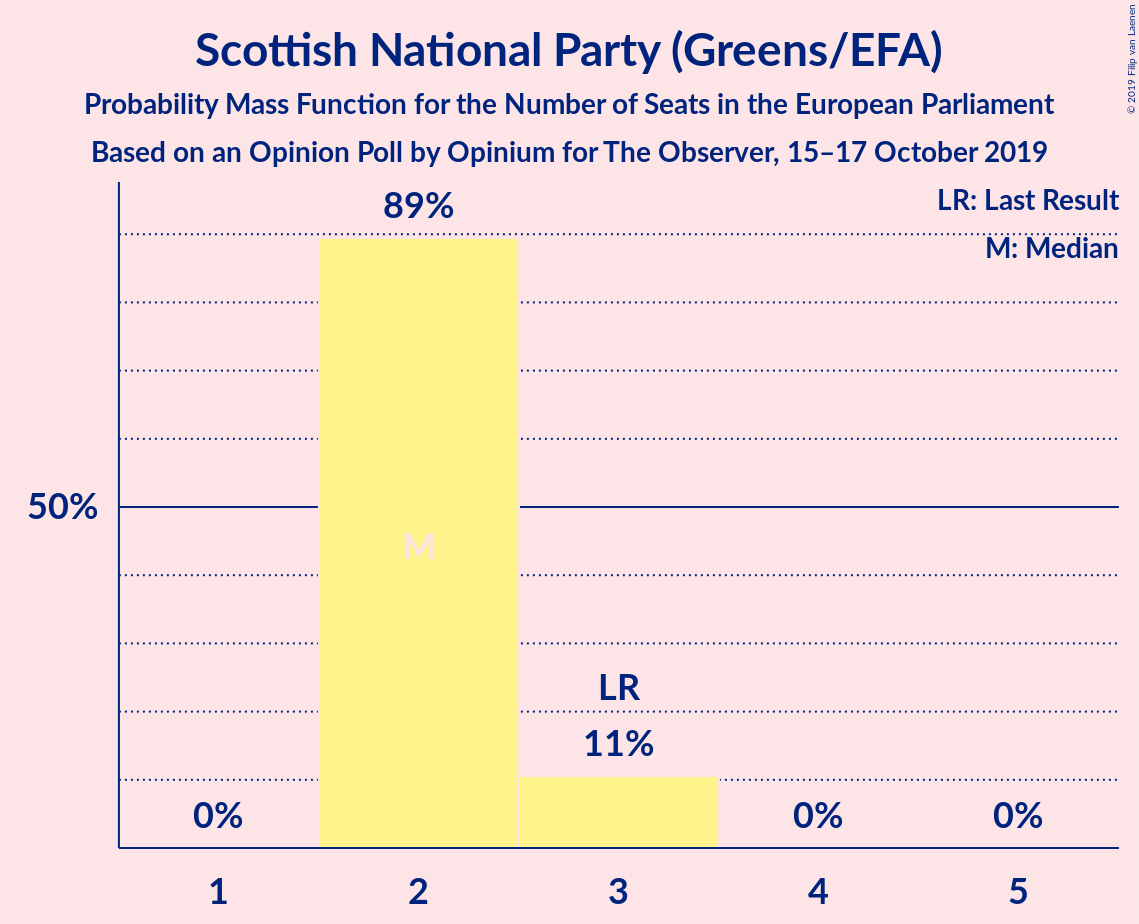 Scottish National Party (Greens/EFA)
Probability Mass Function for the Number of Seats in the European Parliament
Based on an Opinion Poll by Opinium for The Observer, 15–17 October 2019
© 2019 Filip van Laenen
LR: Last Result
M: Median
89%
50%
M
LR
11%
0%
0%
0%
1
2
3
4
5